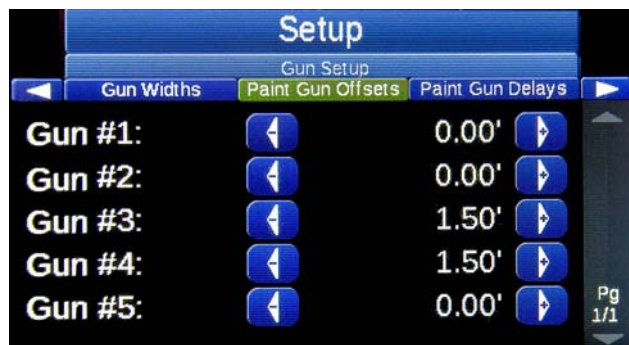 Setup
Gun Setup
Gun Widths Paint Gun Offsets Paint Gun Delays
Gun #1: - 0.00' +
Gun #2: - 0.00' +
Gun #3: - 1.50' +
Gun #4: - 1.50' +
Gun #5: - 0.00' +
Pg
1/1